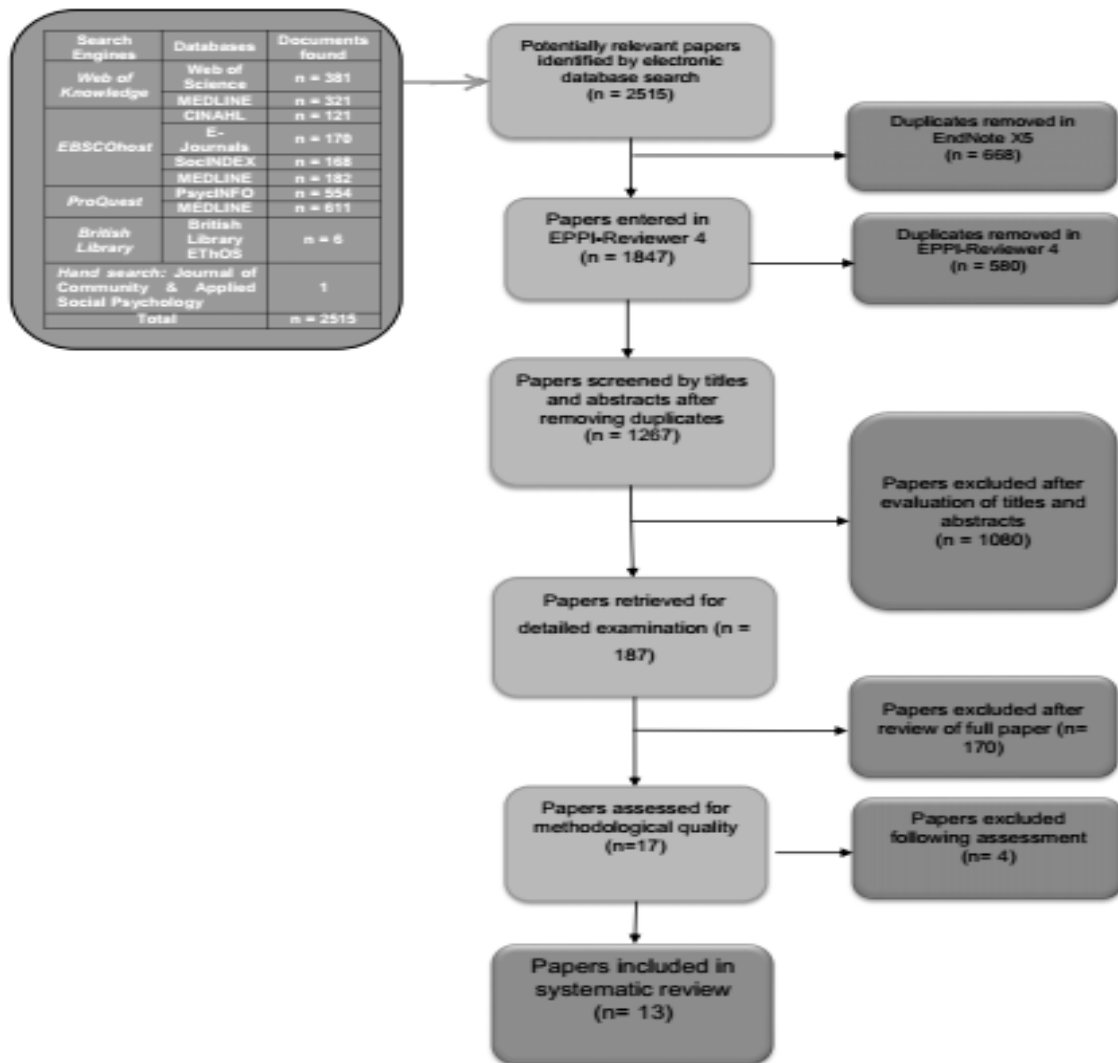 Search Engines Databases Documents found
Web of Knowledge Web of Science n = 381
MEDLINE n = 321
EBSCOhost CINAHL n = 121
E-Journals n = 170
SocINDEX n = 168
MEDLINE n = 182
ProQuest PsycINFO n = 554
MEDLINE n = 611
British Library British Library EThOS n = 6
Hand search: Journal of Community & Applied Social Psychology 1
Total n = 2515
Potentially relevant papers
identified by electronic
database search
(n = 2515)
Duplicates removed in
EndNote X5
(n = 668)
Papers entered in
EPPI-Reviewer 4
(n = 1847)
Duplicates removed in
EPPI-Reviewer 4
(n = 580)
Papers screened by titles
and abstracts after
removing duplicates
(n = 1267)
Papers excluded after
evaluation of titles and
abstracts
(n = 1080)
Papers retrieved for
detailed examination (n =
187)
Papers excluded after
review of full paper (n=
170)
Papers assessed for
methodological quality
(n=17)
Papers excluded
following assessment
(n= 4)
Papers included in
systematic review
(n= 13)